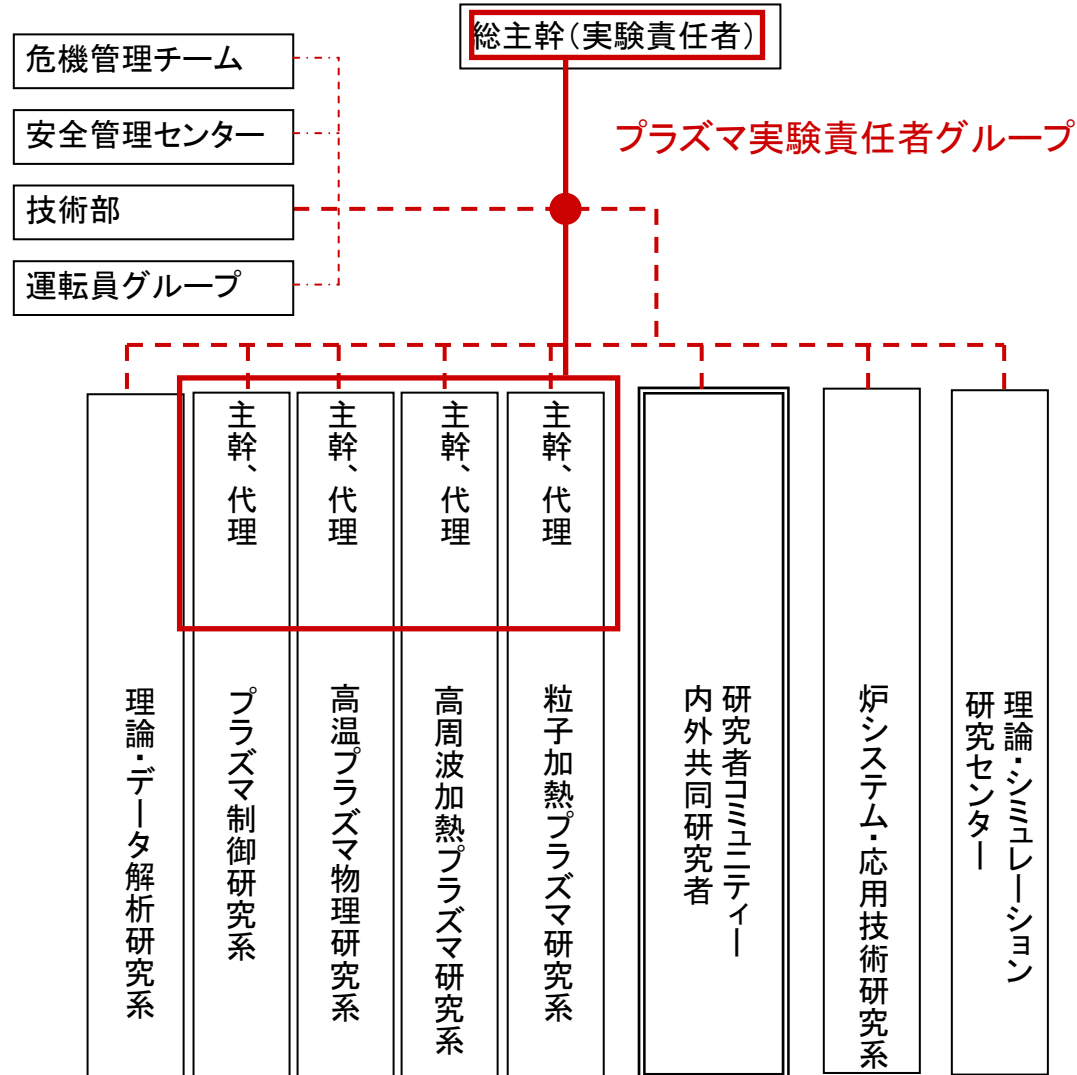 総主幹（実験責任者）
危機管理チーム
安全管理センター
プラズマ実験責任者グループ
技術部
運転員グループ
主幹、代理
主幹、代理
主幹、代理
主幹、代理
理論・データ解析研究系
プラズマ制御研究系
高温プラズマ物理研究系
高周波加熱プラズマ研究系
粒子加熱プラズマ研究系
研究者コミュニティー
内外共同研究者
炉システム・応用技術研究系
理論・シミュレーション
研究センター